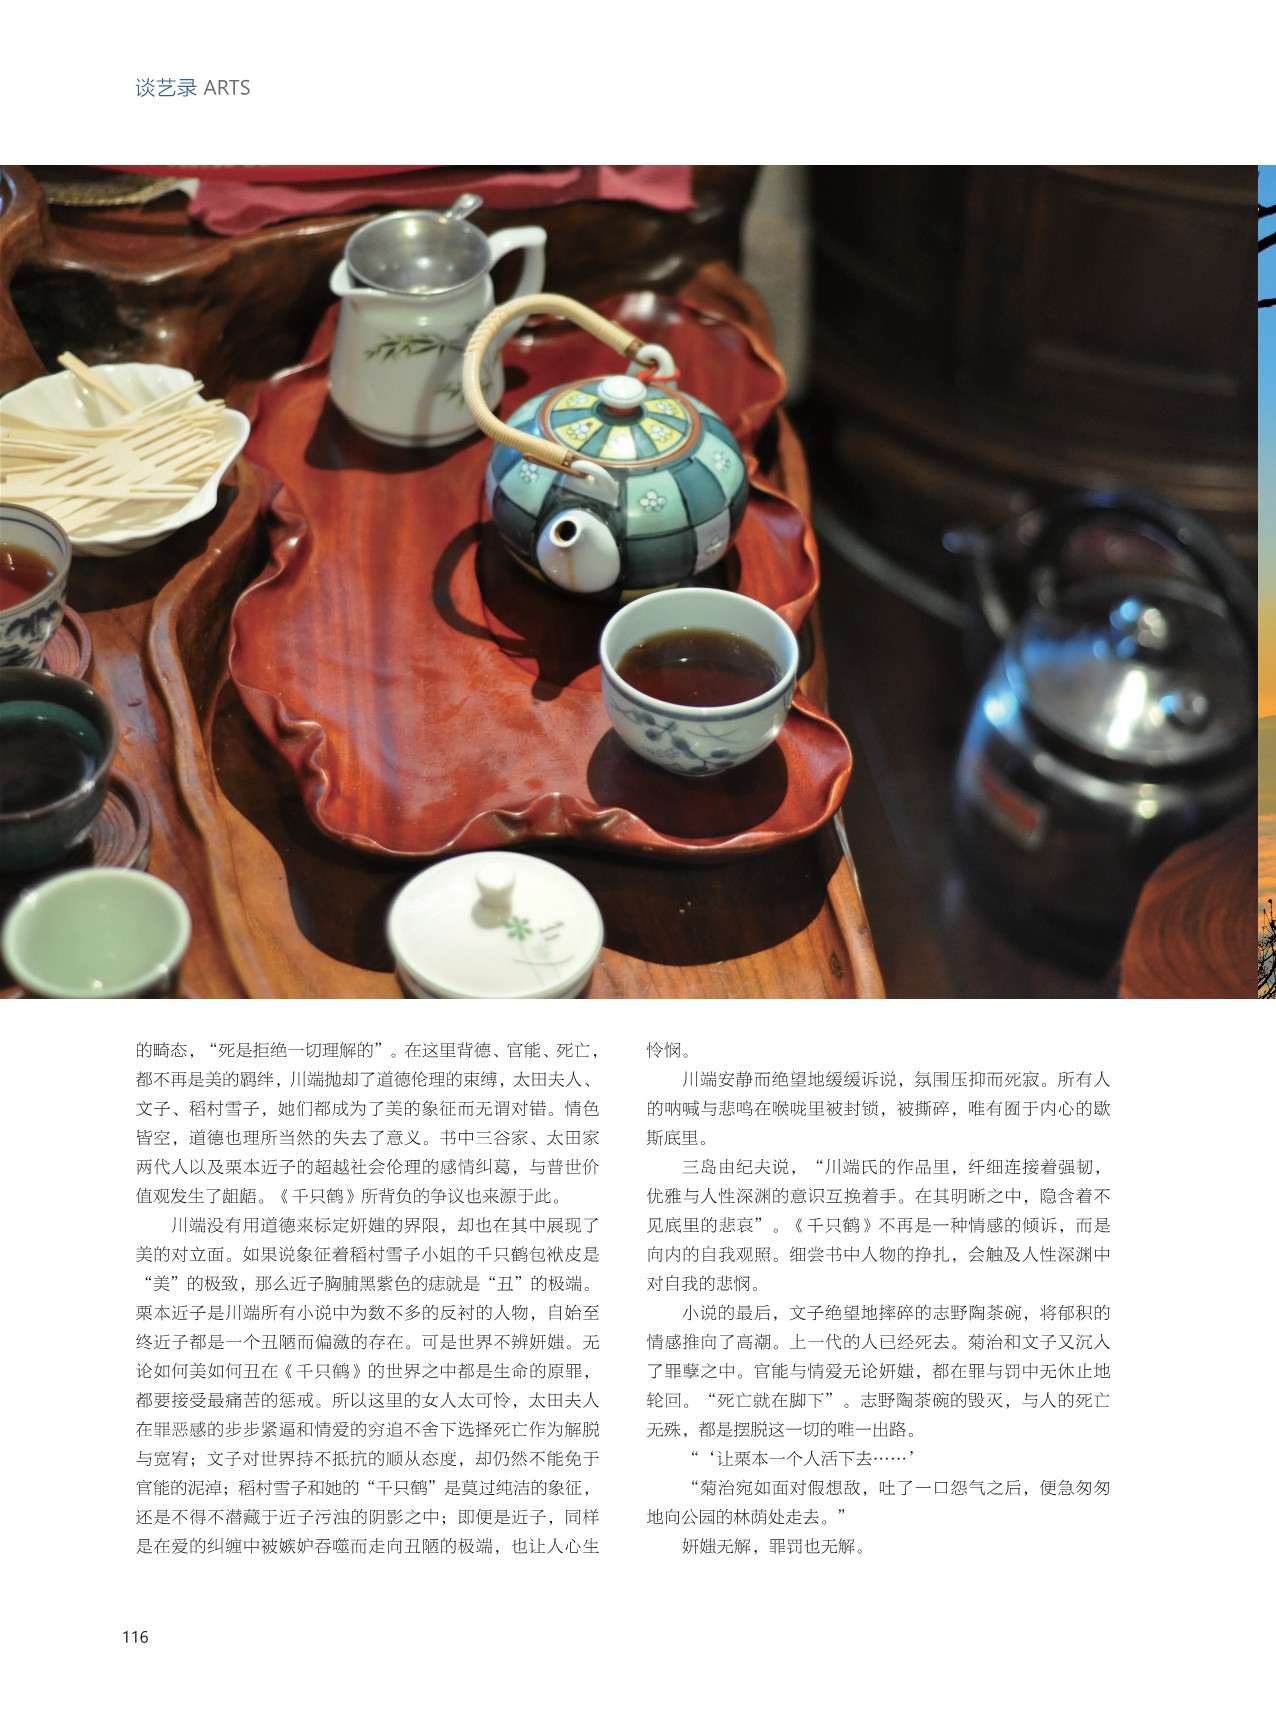 谈艺录 ARTS
的畸态，“死是拒绝一切理解的”。在这里背德、官能、死亡，
都不再是美的羁绊，川端抛却了道德伦理的束缚，太田夫人、
文子、稻村雪子，她们都成为了美的象征而无谓对错。情色
皆空，道德也理所当然的失去了意义。书中三谷家、太田家
两代人以及栗本近子的超越社会伦理的感情纠葛，与普世价
值观发生了龃龉。《千只鹤》所背负的争议也来源于此。
川端没有用道德来标定妍媸的界限，却也在其中展现了
美的对立面。如果说象征着稻村雪子小姐的千只鹤包袱皮是
“美”的极致，那么近子胸脯黑紫色的痣就是“丑”的极端。
栗本近子是川端所有小说中为数不多的反衬的人物，自始至
终近子都是一个丑陋而偏激的存在。可是世界不辨妍媸。无
论如何美如何丑在《千只鹤》的世界之中都是生命的原罪，
都要接受最痛苦的惩戒。所以这里的女人太可怜，太田夫人
在罪恶感的步步紧逼和情爱的穷追不舍下选择死亡作为解脱
与宽宥；文子对世界持不抵抗的顺从态度，却仍然不能免于
官能的泥淖；稻村雪子和她的“千只鹤”是莫过纯洁的象征，
还是不得不潜藏于近子污浊的阴影之中；即便是近子，同样
是在爱的纠缠中被嫉妒吞噬而走向丑陋的极端，也让人心生
怜悯。
川端安静而绝望地缓缓诉说，氛围压抑而死寂。所有人
的呐喊与悲鸣在喉咙里被封锁，被撕碎，唯有囿于内心的歇
斯底里。
三岛由纪夫说，“川端氏的作品里，纤细连接着强韧，
优雅与人性深渊的意识互挽着手。在其明晰之中，隐含着不
见底里的悲哀”。《千只鹤》不再是一种情感的倾诉，而是
向内的自我观照。细尝书中人物的挣扎，会触及人性深渊中
对自我的悲悯。
小说的最后，文子绝望地摔碎的志野陶茶碗，将郁积的
情感推向了高潮。上一代的人已经死去。菊治和文子又沉入
了罪孽之中。官能与情爱无论妍媸，都在罪与罚中无休止地
轮回。“死亡就在脚下”。志野陶茶碗的毁灭，与人的死亡
无殊，都是摆脱这一切的唯一出路。
“‘让栗本一个人活下去……’
“菊治宛如面对假想敌，吐了一口怨气之后，便急匆匆
地向公园的林荫处走去。”
妍媸无解，罪罚也无解。
116